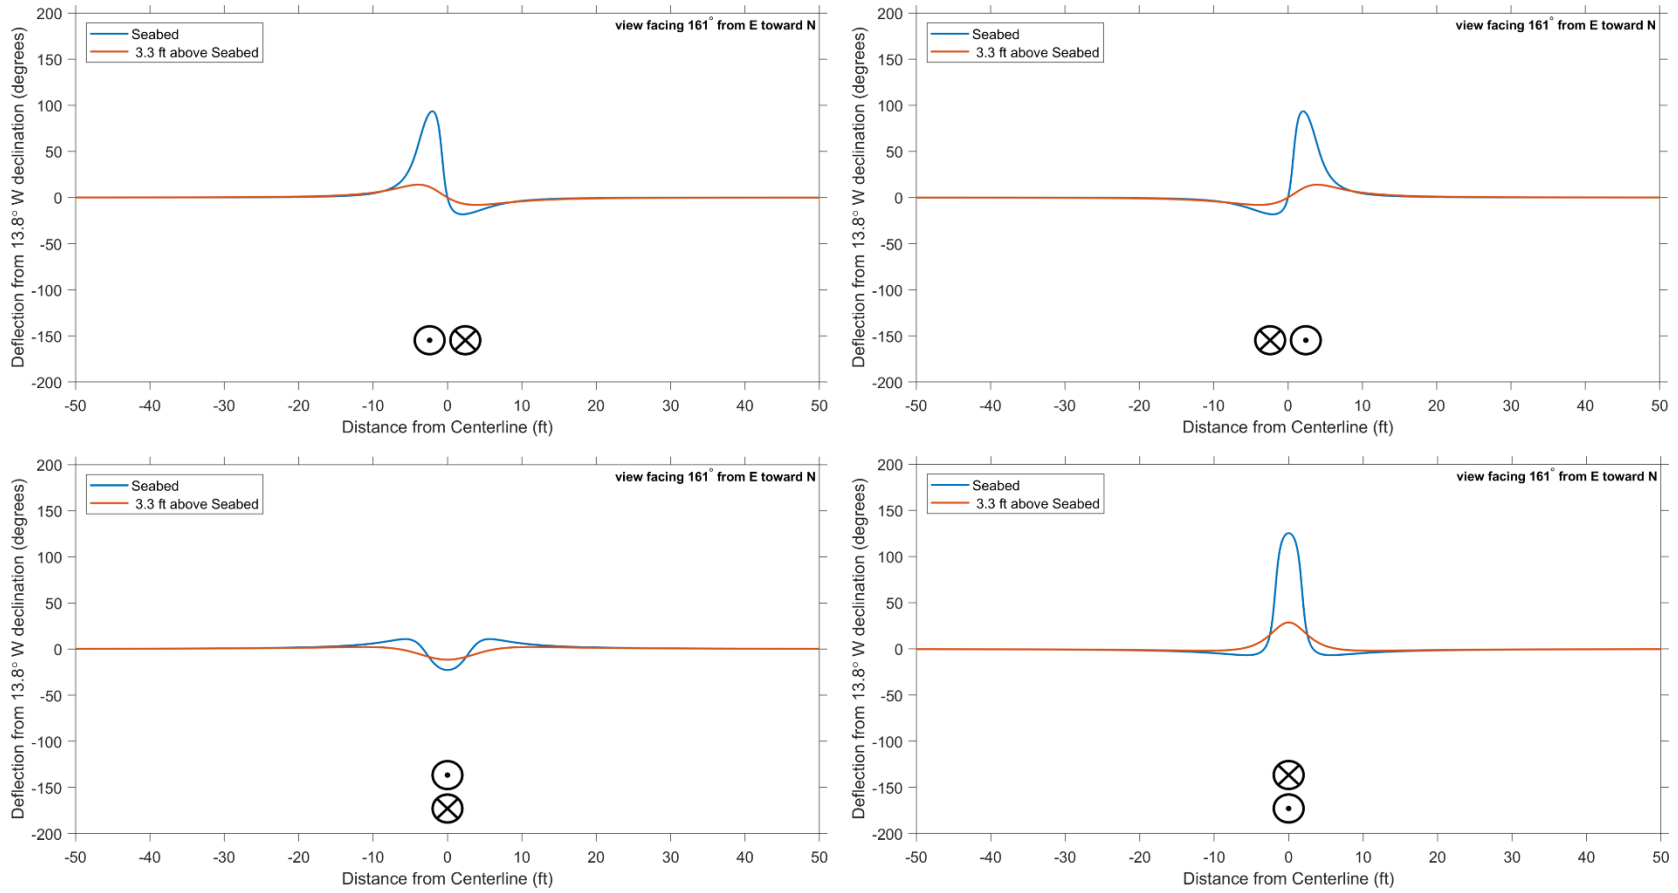 200
150
100
50
0
-50
-100
-150
-200
Deflection from 13.8° W declination (degrees)
Seabed
3.3 ft above Seabed
view facing 161° from E toward N
-50 -40 -30 -20 -10 0 10 20 30 40 50
Distance from Centerline (ft)
200
150
100
50
0
-50
-100
-150
-200
Deflection from 13.8° W declination (degrees)
Seabed
3.3 ft above Seabed
view facing 161° from E toward N
-50 -40 -30 -20 -10 0 10 20 30 40 50
Distance from Centerline (ft)
200
150
100
50
0
-50
-100
-150
-200
Deflection from 13.8° W declination (degrees)
Seabed
3.3 ft above Seabed
view facing 161° from E toward N
-50 -40 -30 -20 -10 0 10 20 30 40 50
Distance from Centerline (ft)
200
150
100
50
0
-50
-100
-150
-200
Deflection from 13.8° W declination (degrees)
Seabed
3.3 ft above Seabed
view facing 161° from E toward N
-50 -40 -30 -20 -10 0 10 20 30 40 50
Distance from Centerline (ft)